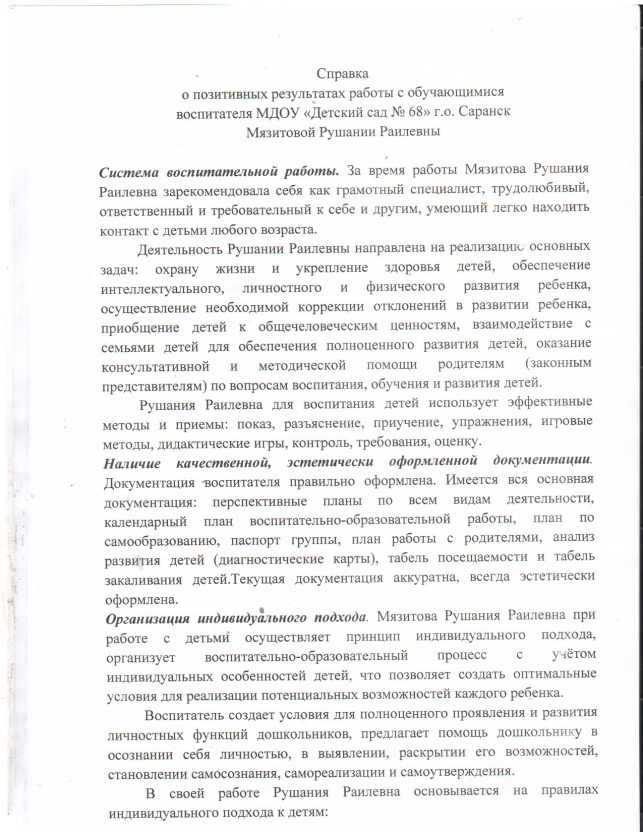 Справка
о позитивных результатах работы с обучающимися
воспитателя МДОУ «Детский сад № 68» г.о. Саранск
Мязитовой Рушании Раилевны
Система воспитательной работы. За время работы Мязитова Рушания
Раилевна зарекомендовала себя как грамотный специалист, трудолюбивый,
ответственный и требовательный к себе и другим, умеющий легко находить
контакт с детьми любого возраста.
Деятельность Рушании Раилевны направлена на реализацию основных
задач: охрану жизни и укрепление здоровья детей, обеспечение
интеллектуального, личностного и физического развития ребенка,
осуществление необходимой коррекции отклонений в развитии ребенка,
приобщение детей к общечеловеческим ценностям, взаимодействие с
семьями детей для обеспечения полноценного развития детей, оказание
консультативной и методической помощи родителям (законным
представителям) по вопросам воспитания, обучения и развития детей.
Рушания Раилевна для воспитания детей использует эффективные
методы и приемы: показ, разъяснение, приучение, упражнения, игровые
методы, дидактические игры, контроль, требования, оценку.
Наличие качественной, эстетически оформленной документации.
Документация воспитателя правильно оформлена. Имеется вся основная
документация: перспективные планы по всем видам деятельности,
календарный план воспитательно-образовательной работы, план по
самообразованию, паспорт группы, план работы с родителями, анализ
развития детей (диагностические карты), табель посещаемости и табель
закаливания детей.Текущая документация аккуратна, всегда эстетически
оформлена.
Организация индивидуального подхода. Мязитова Рушания Раилевна при
работе с детьми осуществляет принцип индивидуального подхода,
организует воспитательно-образовательный процесс с учётом
индивидуальных особенностей детей, что позволяет создать оптимальные
условия для реализации потенциальных возможностей каждого ребенка.
Воспитатель создает условия для полноценного проявления и развития
личностных функций дошкольников, предлагает помощь дошкольнику в
осознании себя личностью, в выявлении, раскрытии его возможностей,
становлении самосознания, самореализации и самоутверждения.
В своей работе Рушания Раилевна основывается на правилах
индивидуального подхода к детям: